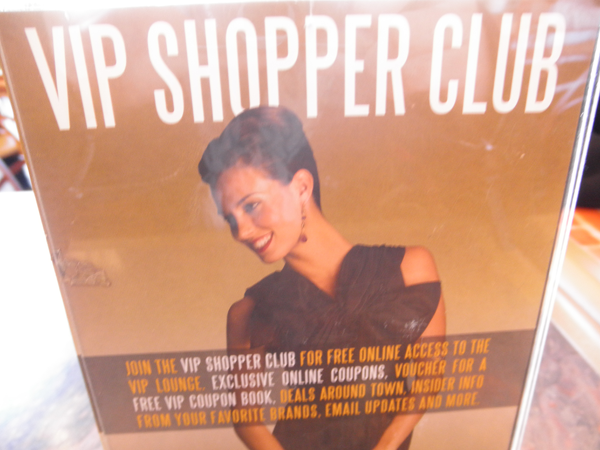 VIP SHOPPER CLUB
JOIN THE VIP SHOPPER CLUB FOR FREE ONLINE ACCESS TO THE
VIP LOUNGE, EXCLUSIVE ONLINE COUPONS, VOUCHER FOR A
FREE VIP COUPON BOOK, DEALS AROUND TOWN, INSIDER INFO
FROM YOUR FAVORITE BRANDS, EMAIL UPDATES AND MORE.